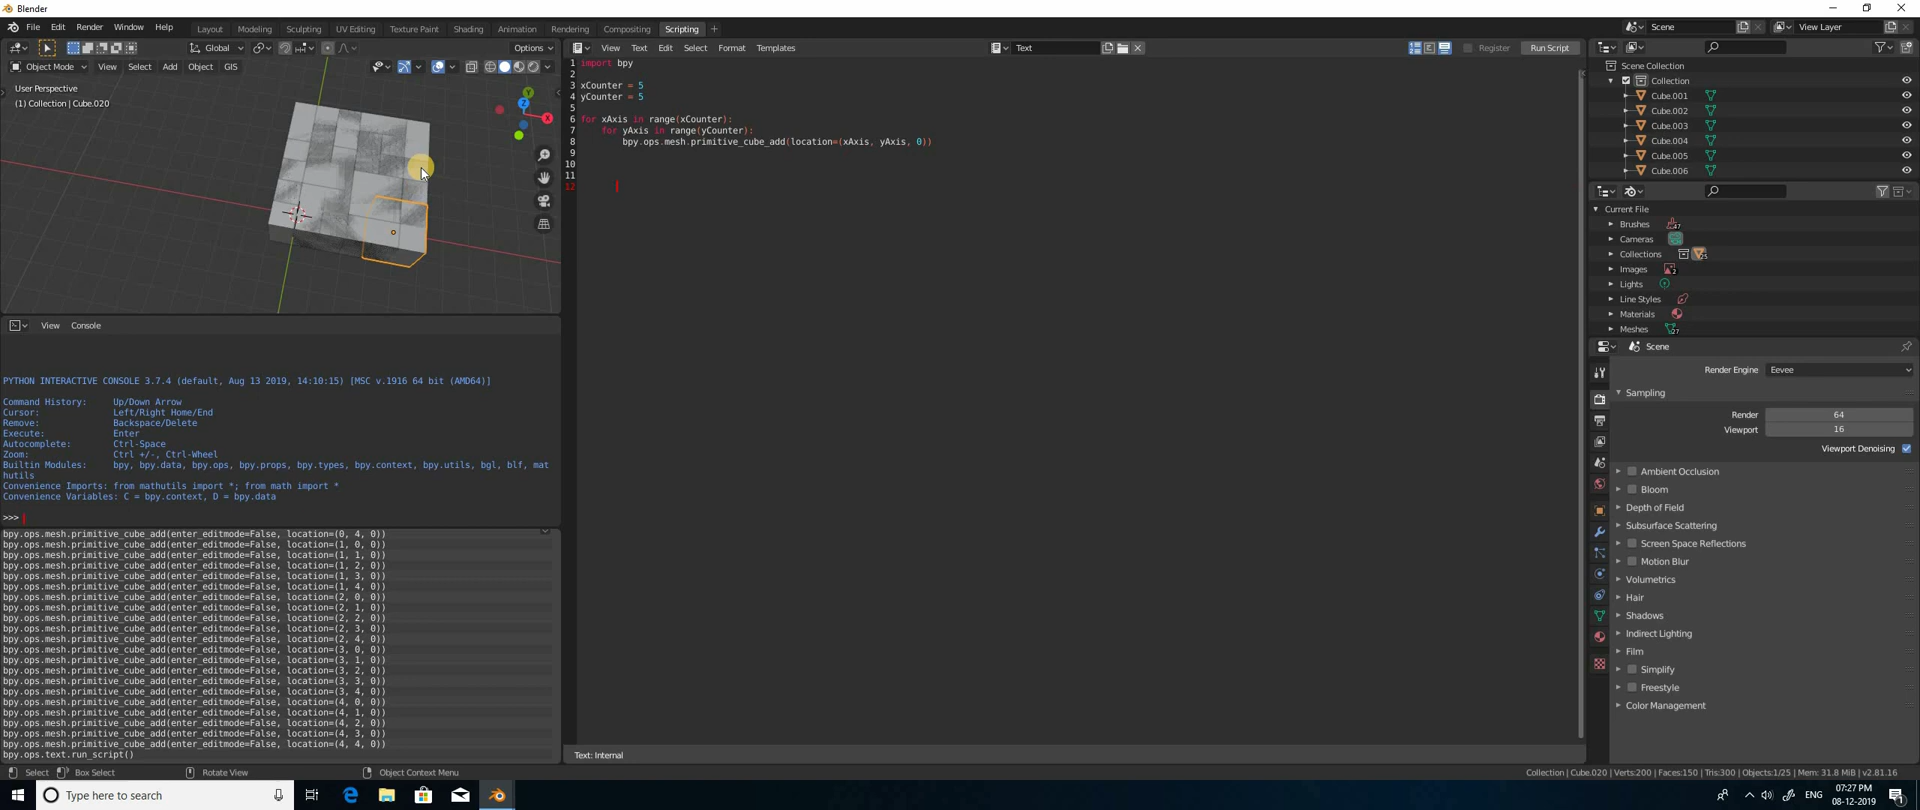 Blender
File Edit Render Window Help
Layout Modeling Sculpting UV Editing Texture Paint Shading Animation Rendering Compositing Scripting +
Scene
View Layer
Global
Options
Object Mode View Select Add Object GIS
User Perspective
(1) Collection | Cube.020
Z
X
View Console
PYTHON INTERACTIVE CONSOLE 3.7.4 (default, Aug 13 2019, 14:10:15) [MSC v.1916 64 bit (AMD64)]
Command History: Up/Down Arrow
Cursor: Left/Right Home/End
Remove: Backspace/Delete
Execute: Enter
Autocomplete: Ctrl-Space
Zoom: Ctrl +/-, Ctrl-Wheel
Builtin Modules: bpy, bpy.data, bpy.ops, bpy.props, bpy.types, bpy.context, bpy.utils, bgl, blf, mat
hutils
Convenience Imports: from mathutils import *; from math import *
Convenience Variables: C = bpy.context, D = bpy.data
>>>
bpy.ops.mesh.primitive_cube_add(enter_editmode=False, location=(0, 4, 0))
bpy.ops.mesh.primitive_cube_add(enter_editmode=False, location=(1, 0, 0))
bpy.ops.mesh.primitive_cube_add(enter_editmode=False, location=(1, 1, 0))
bpy.ops.mesh.primitive_cube_add(enter_editmode=False, location=(1, 2, 0))
bpy.ops.mesh.primitive_cube_add(enter_editmode=False, location=(1, 3, 0))
bpy.ops.mesh.primitive_cube_add(enter_editmode=False, location=(1, 4, 0))
bpy.ops.mesh.primitive_cube_add(enter_editmode=False, location=(2, 0, 0))
bpy.ops.mesh.primitive_cube_add(enter_editmode=False, location=(2, 1, 0))
bpy.ops.mesh.primitive_cube_add(enter_editmode=False, location=(2, 2, 0))
bpy.ops.mesh.primitive_cube_add(enter_editmode=False, location=(2, 3, 0))
bpy.ops.mesh.primitive_cube_add(enter_editmode=False, location=(2, 4, 0))
bpy.ops.mesh.primitive_cube_add(enter_editmode=False, location=(3, 0, 0))
bpy.ops.mesh.primitive_cube_add(enter_editmode=False, location=(3, 1, 0))
bpy.ops.mesh.primitive_cube_add(enter_editmode=False, location=(3, 2, 0))
bpy.ops.mesh.primitive_cube_add(enter_editmode=False, location=(3, 3, 0))
bpy.ops.mesh.primitive_cube_add(enter_editmode=False, location=(3, 4, 0))
bpy.ops.mesh.primitive_cube_add(enter_editmode=False, location=(4, 0, 0))
bpy.ops.mesh.primitive_cube_add(enter_editmode=False, location=(4, 1, 0))
bpy.ops.mesh.primitive_cube_add(enter_editmode=False, location=(4, 2, 0))
bpy.ops.mesh.primitive_cube_add(enter_editmode=False, location=(4, 3, 0))
bpy.ops.mesh.primitive_cube_add(enter_editmode=False, location=(4, 4, 0))
bpy.ops.text.run_script()
View Text Edit Select Format Templates
Text
Register
Run Script
1 import bpy
2
3 xCounter = 5
4 yCounter = 5
5
6 for xAxis in range(xCounter):
7 for yAxis in range(yCounter):
8 bpy.ops.mesh.primitive_cube_add(location=(xAxis, yAxis, 0))
9
10
11
12
Text: Internal
Scene Collection
Collection
Cube.001
Cube.002
Cube.003
Cube.004
Cube.005
Cube.006
Current File
Brushes 47
Cameras
Collections 25
Images 2
Lights
Line Styles
Materials
Meshes 27
Scene
Render Engine Eevee
Sampling
Render 64
Viewport 16
Viewport Denoising
Ambient Occlusion
Bloom
Depth of Field
Subsurface Scattering
Screen Space Reflections
Motion Blur
Volumetrics
Hair
Shadows
Indirect Lighting
Film
Simplify
Freestyle
Color Management
Select Box Select Rotate View Object Context Menu
Collection | Cube.020 | Verts:200 | Faces:150 | Tris:300 | Objects:1/25 | Mem: 31.8 MiB | v2.81.16
Type here to search
ENG
07:27 PM
08-12-2019